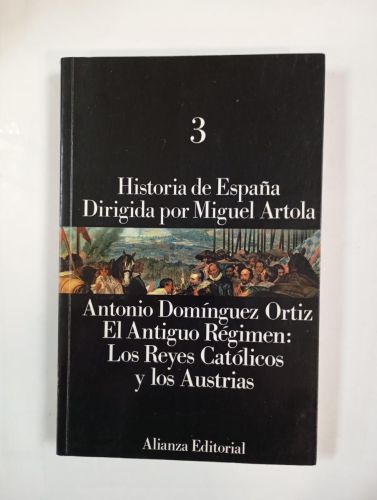 3
Historia de España
Dirigida por Miguel Artola
Antonio Domínguez Ortiz
El Antiguo Régimen:
Los Reyes Católicos
y los Austrias
Alianza Editorial